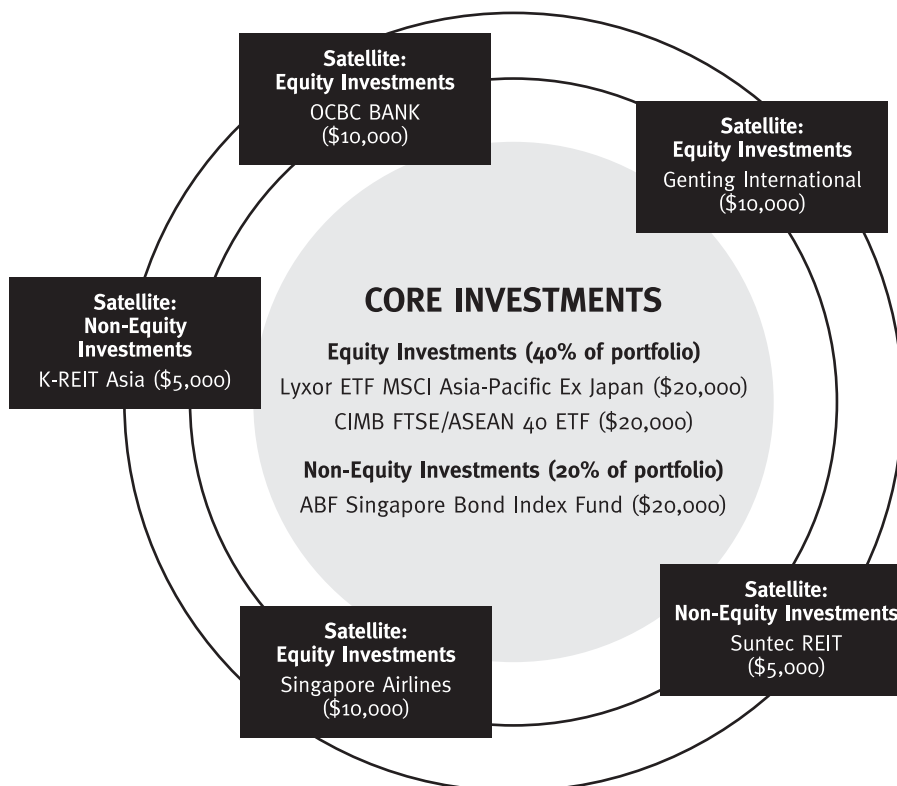 Satellite:
Equity Investments
OCBC BANK
($10,000)
Satellite:
Equity Investments
Genting International
($10,000)
Satellite:
Non-Equity
Investments
K-REIT Asia ($5,000)
CORE INVESTMENTS
Equity Investments (40% of portfolio)
Lyxor ETF MSCI Asia-Pacific Ex Japan ($20,000)
CIMB FTSE/ASEAN 40 ETF ($20,000)
Non-Equity Investments (20% of portfolio)
ABF Singapore Bond Index Fund ($20,000)
Satellite:
Non-Equity Investments
Suntec REIT
($5,000)
Satellite:
Equity Investments
Singapore Airlines
($10,000)